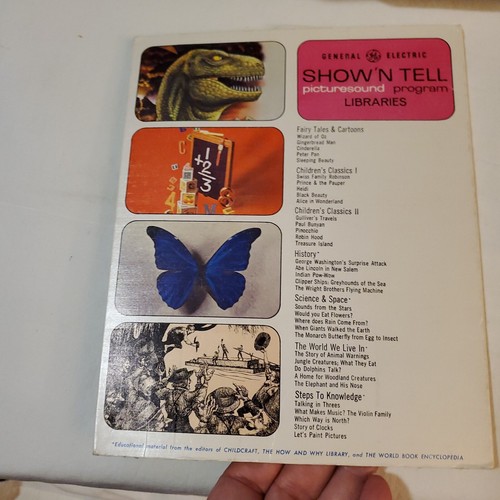 GENERAL GE ELECTRIC
SHOW'N TELL
picturesound program
LIBRARIES
Fairy Tales & Cartoons
Wizard of Oz
Gingerbread Man
Cinderella
Peter Pan
Sleeping Beauty
Children's Classics I
Swiss Family Robinson
Prince & the Pauper
Heidi
Black Beauty
Alice in Wonderland
Children's Classics II
Gulliver's Travels
Paul Bunyan
Pinocchio
Robin Hood
Treasure Island
History*
George Washington's Surprise Attack
Abe Lincoln in New Salem
Indian Pow-Wow
Clipper Ships: Greyhounds of the Sea
The Wright Brothers Flying Machine
Science & Space*
Sounds from the Stars
Would you Eat Flowers?
Where does Rain Come From?
When Giants Walked the Earth
The Monarch Butterfly from Egg to Insect
The World We Live In*
The Story of Animal Warnings
Jungle Creatures; What They Eat
Do Dolphins Talk?
A Home for Woodland Creatures
The Elephant and His Nose
Steps To Knowledge*
Talking in Threes
What Makes Music? The Violin Family
Which Way is North?
Story of Clocks
Let's Paint Pictures
*Educational material from the editors of CHILDCRAFT, THE HOW AND WHY LIBRARY, and THE WORLD BOOK ENCYCLOPEDIA